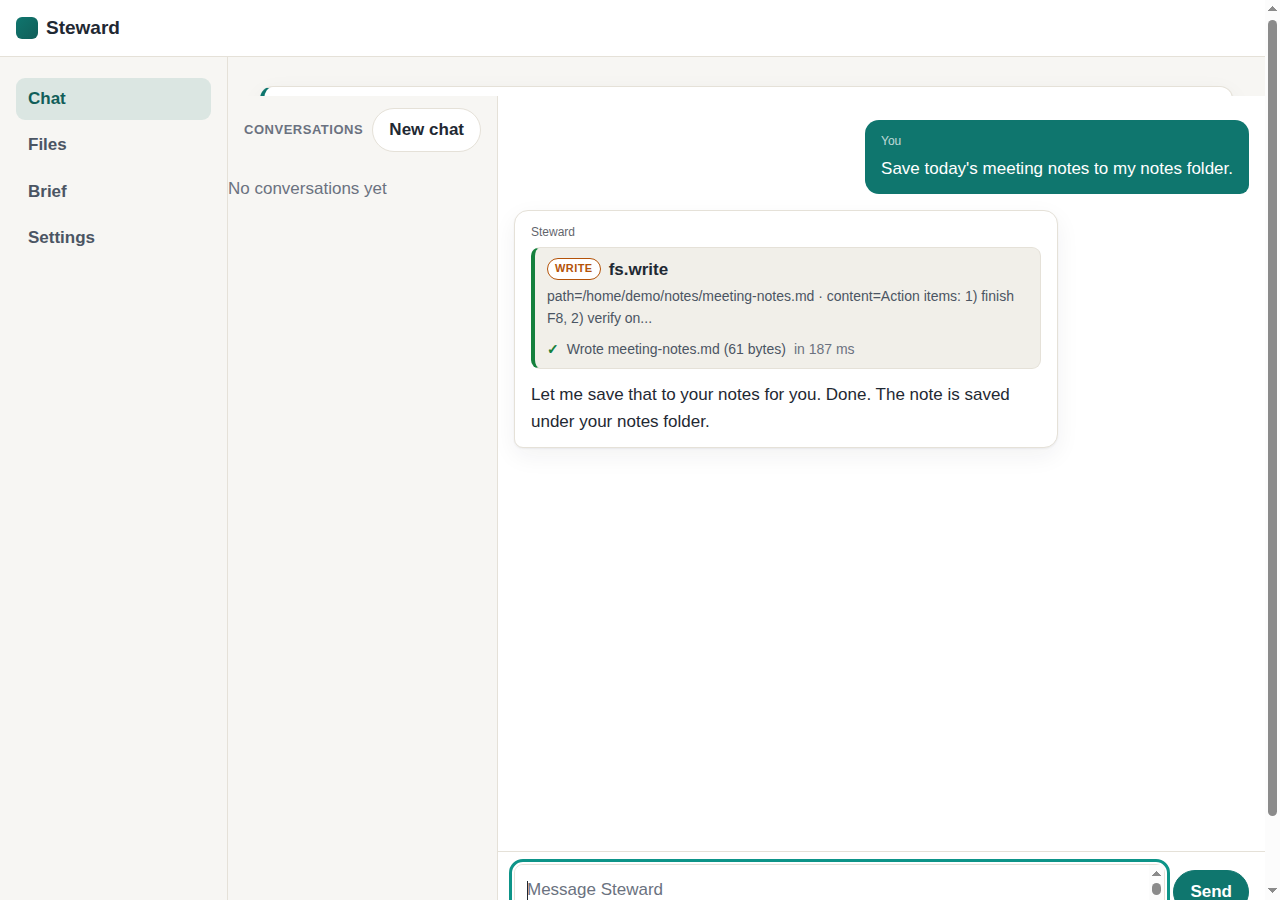 Steward
Chat
Files
Brief
Settings
CONVERSATIONS
New chat
No conversations yet
You
Save today's meeting notes to my notes folder.
Steward
WRITE fs.write
path=/home/demo/notes/meeting-notes.md · content=Action items: 1) finish
F8, 2) verify on...
✓ Wrote meeting-notes.md (61 bytes) in 187 ms
Let me save that to your notes for you. Done. The note is saved
under your notes folder.
Message Steward
Send